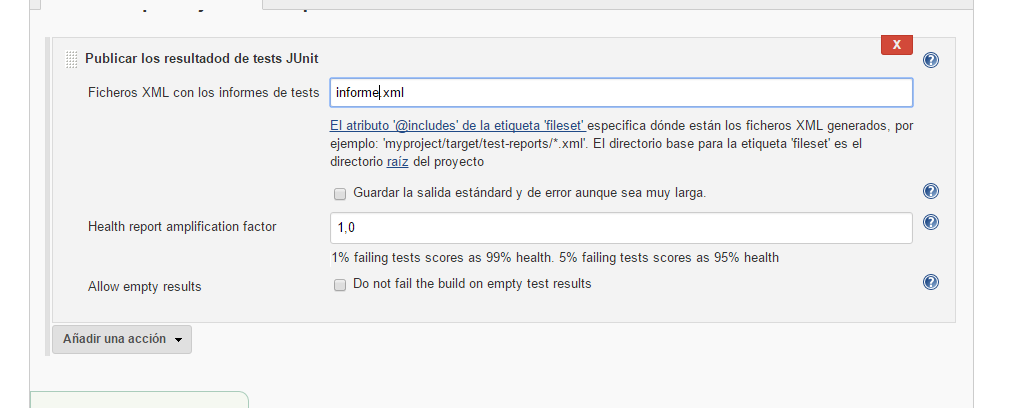 Publicar los resultadod de tests JUnit
X
Ficheros XML con los informes de tests
informe.xml
El atributo '@includes' de la etiqueta 'fileset' especifica dónde están los ficheros XML generados, por
ejemplo: 'myproject/target/test-reports/*.xml'. El directorio base para la etiqueta 'fileset' es el
directorio raíz del proyecto
Guardar la salida estándard y de error aunque sea muy larga.
Health report amplification factor
1,0
1% failing tests scores as 99% health. 5% failing tests scores as 95% health
Allow empty results
Do not fail the build on empty test results
Añadir una acción